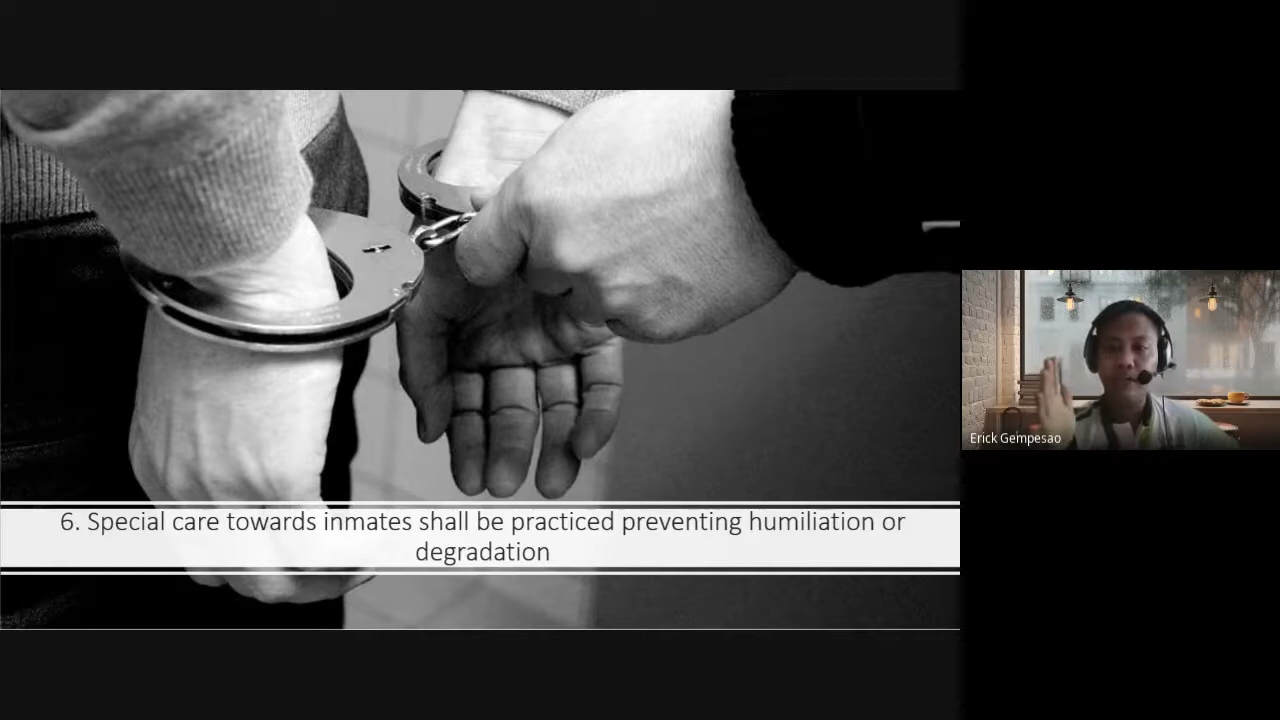 6. Special care towards inmates shall be practiced preventing humiliation or
degradation
Erick Gempesao